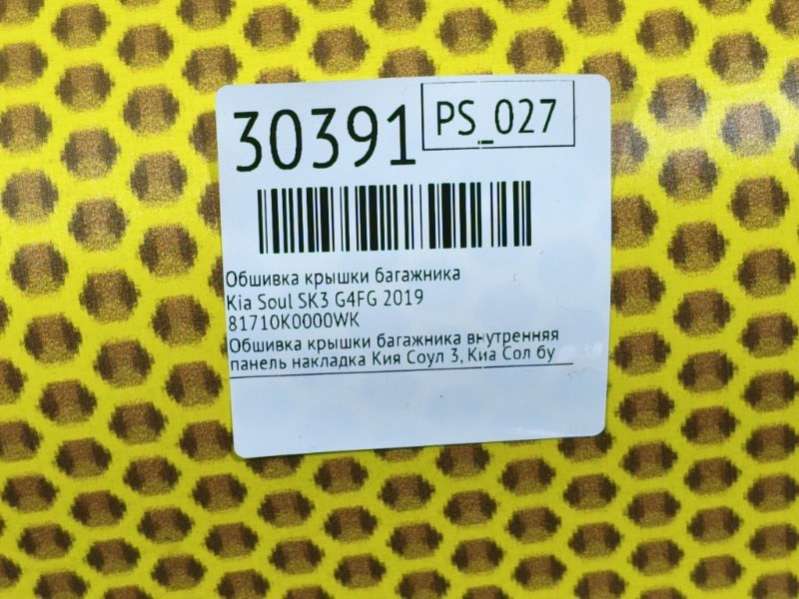 30391
PS_027
Обшивка крышки багажника
Kia Soul SK3 G4FG 2019
81710K0000WK
Обшивка крышки багажника внутренняя
панель накладка Кия Соул 3, Киа Сол бу